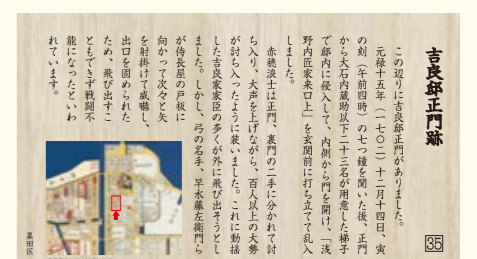 吉良邸正門跡
この辺りに吉良邸正門がありました。
元禄十五年（一七〇二）十二月十四日、寅
の刻（午前四時）の七つ鐘を聞いた後、正門
から大石内蔵助以下二十三名が用意した梯子
で邸内に侵入して、内側から門を開け、「浅
野内匠家来口上」を玄関前に打ち立てて乱入
しました。
赤穂浪士は正門、裏門の二手に分かれて討
ち入り、大声を上げながら、百人以上の大勢
が討ち入ったように装いました。これに動揺
した吉良家家臣の多くが外に飛び出そうとし
ました。しかし、弓の名手、早水藤左衛門ら
が侍長屋の戸板に
向かって次々と矢
を射掛けて威嚇し、
出口を固められた
ため、飛び出すこ
ともできず戦闘不
能になったといわ
れています。
35
墨田区